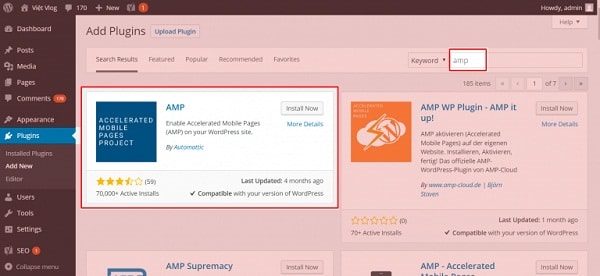 Việt Vlog 170 New 1 Howdy, admin
Help
Dashboard
Posts
Media
Pages
Comments 170
Appearance
Plugins
Installed Plugins
Add New
Editor
Users
Tools
Settings
SEO 1
Collapse menu
Add Plugins Upload Plugin
Search Results Featured Popular Recommended Favorites Keyword amp
185 items « ‹ 1 of 7 › »
ACCELERATED
MOBILE
PAGES
PROJECT
AMP
Enable Accelerated Mobile Pages
(AMP) on your WordPress site.
By Automattic
Install Now
More Details
(59)
70,000+ Active Installs
Last Updated: 4 months ago
Compatible with your version of WordPress
ACCELERATED MOBILE PAGES
AMP WP Plugin - AMP it
up!
AMP aktivieren (Accelerated
Mobile Pages) auf der eigenen
Website. Installieren, Aktivieren,
fertig! Das offizielle AMP-
WordPress-Plugin von AMP-Cloud
By www.amp-cloud.de | Björn
Staven
Install Now
More Details
(0)
70+ Active Installs
Last Updated: 1 month ago
Compatible with your version of WordPress
AMP Supremacy
Install Now
AMP - Accelerated
Mobile Pages
Install Now